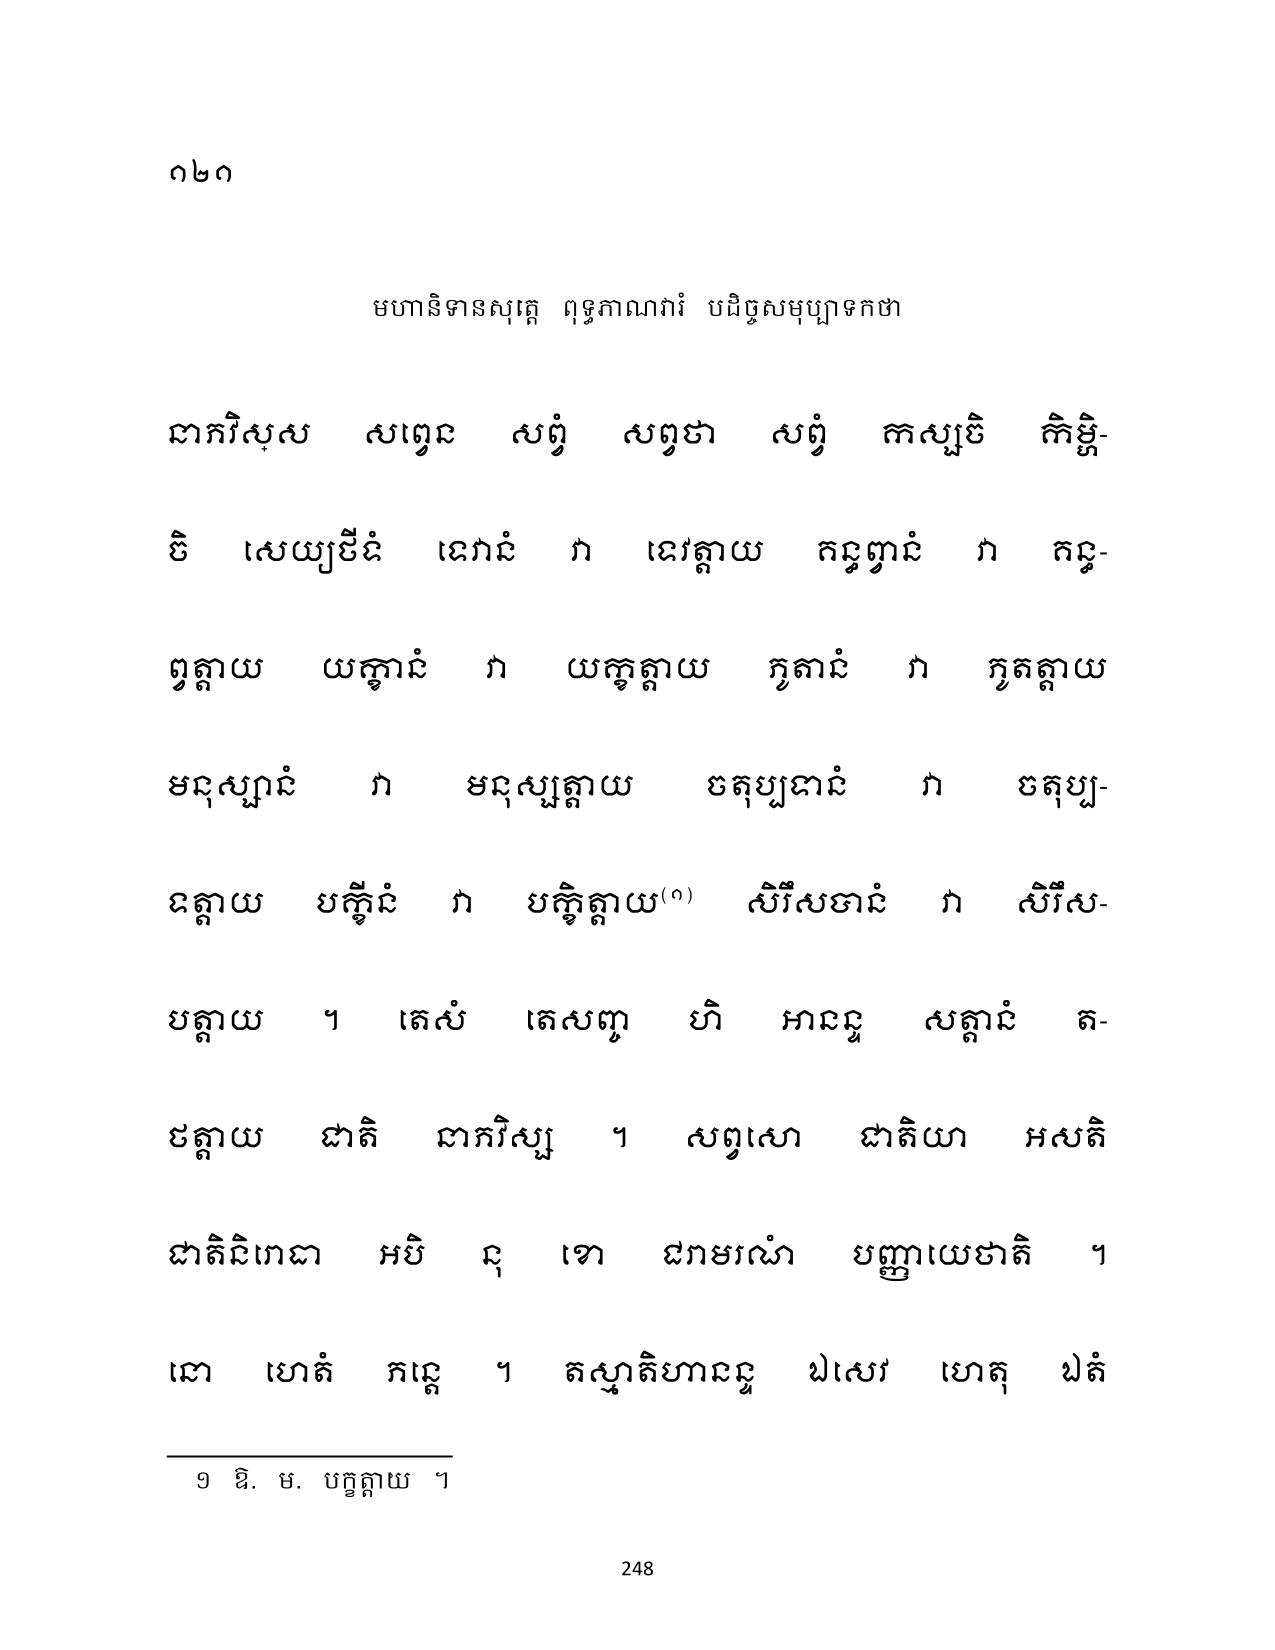 ១២១
មហានិទានសុត្តេ ពុទ្ធភាណវារំ បដិច្ចសមុប្បាទកថា
នាភវិស្ស សព្វេន សព្វំ សព្វថា សព្វំ កស្សចិ កិម្ហិ-
ចិ សេយ្យថីទំ ទេវានំ វា ទេវត្តាយ គន្ធព្វានំ វា គន្ធ-
ព្វត្តាយ យក្ខានំ វា យក្ខត្តាយ ភូតានំ វា ភូតត្តាយ
មនុស្សានំ វា មនុស្សត្តាយ ចតុប្បទានំ វា ចតុប្ប-
ទត្តាយ បក្ខីនំ វា បក្ខិត្តាយ(១) សិរឹសបានំ វា សិរឹស-
បត្តាយ ។ តេសំ តេសញ្ច ហិ អានន្ទ សត្តានំ ត-
ថត្តាយ ជាតិ នាភវិស្ស ។ សព្វសោ ជាតិយា អសតិ
ជាតិនិរោធា អបិ នុ ខោ ជរាមរណំ បញ្ញាយេថាតិ ។
នោ ហេតំ ភន្តេ ។ តស្មាតិហានន្ទ ឯសេវ ហេតុ ឯតំ
១ ឱ. ម. បក្ខត្តាយ ។
248